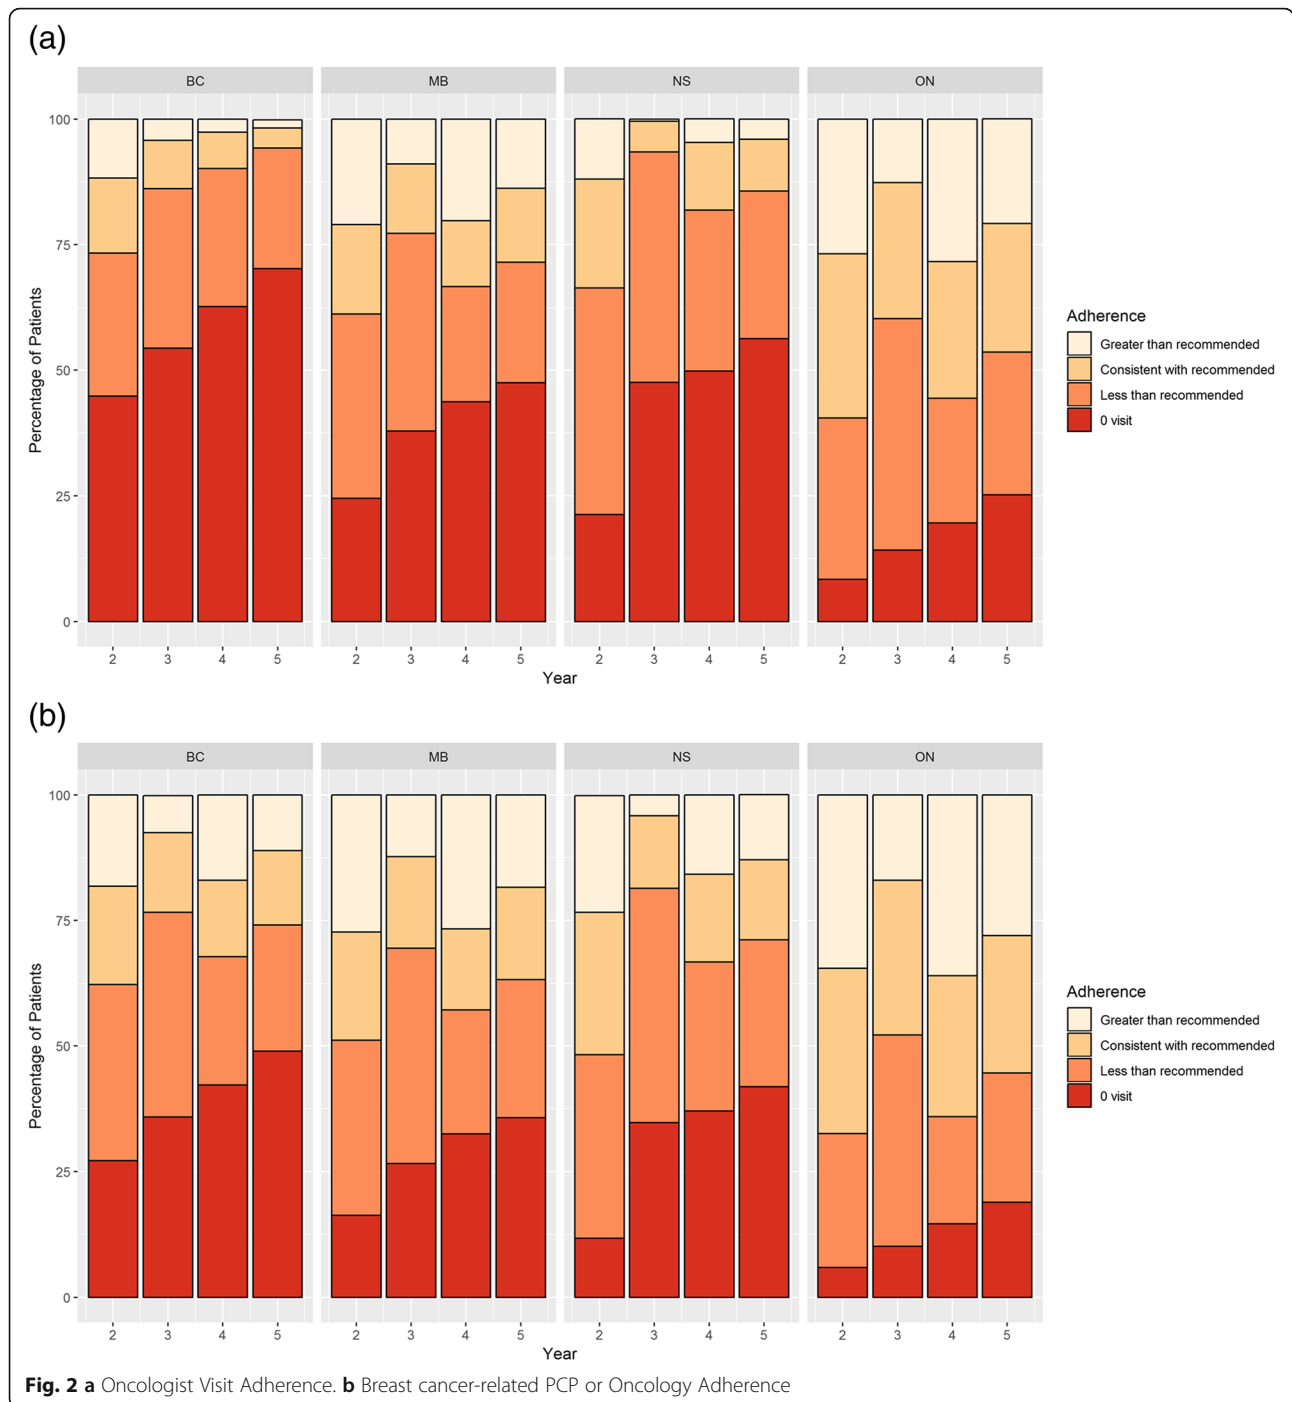 (a)
BC MB NS ON
Percentage of Patients
100
75
50
25
0
2 3 4 5 2 3 4 5 2 3 4 5 2 3 4 5
Year
Adherence
Greater than recommended
Consistent with recommended
Less than recommended
0 visit
(b)
BC MB NS ON
Percentage of Patients
100
75
50
25
0
2 3 4 5 2 3 4 5 2 3 4 5 2 3 4 5
Year
Adherence
Greater than recommended
Consistent with recommended
Less than recommended
0 visit
Fig. 2 a Oncologist Visit Adherence. b Breast cancer-related PCP or Oncology Adherence